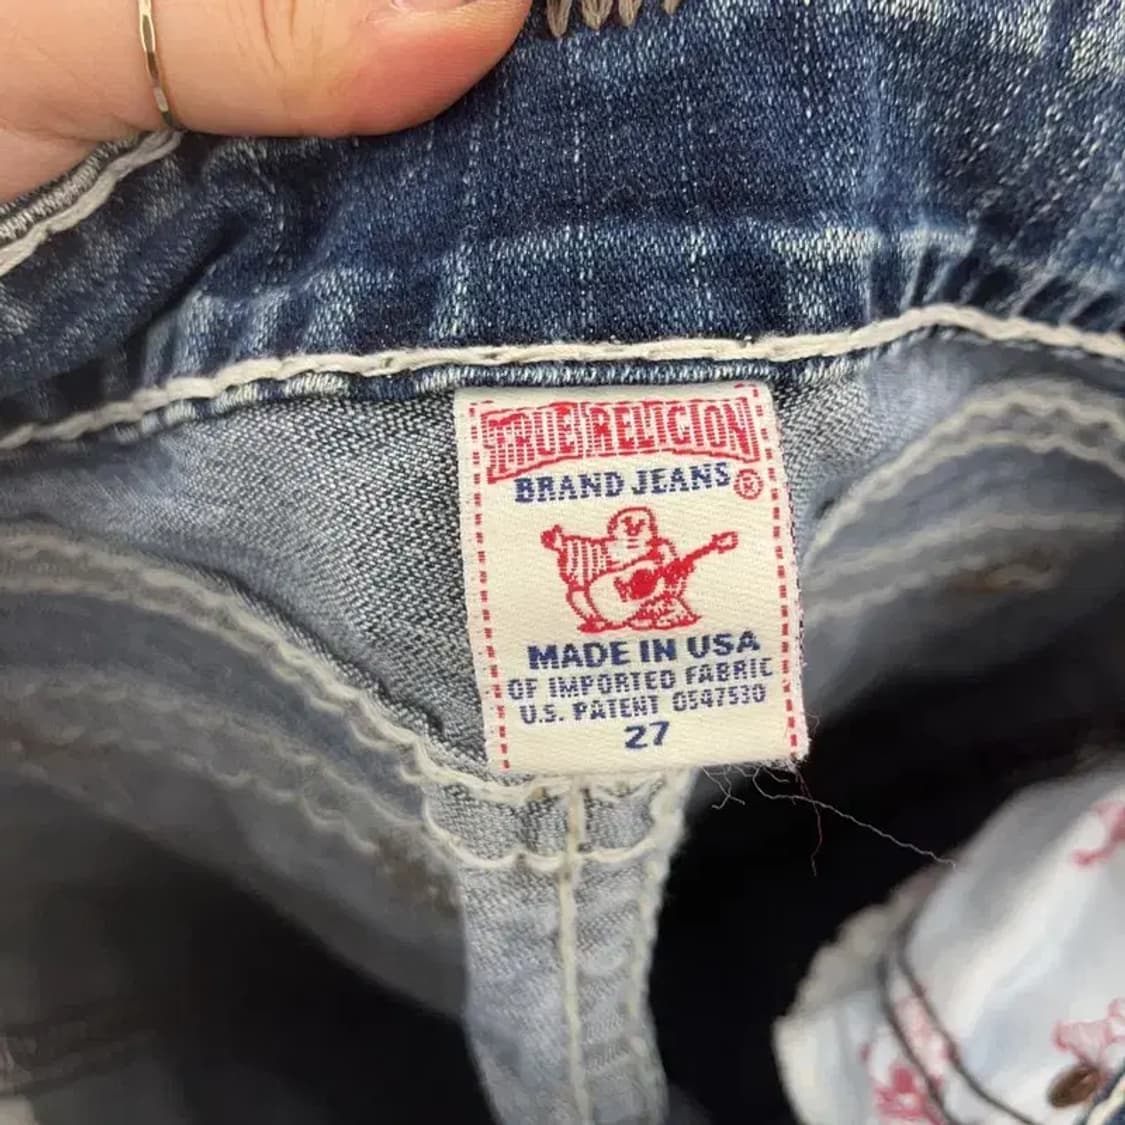 TRUE RELIGION
BRAND JEANS®
MADE IN USA
OF IMPORTED FABRIC
U.S. PATENT 0547530
27